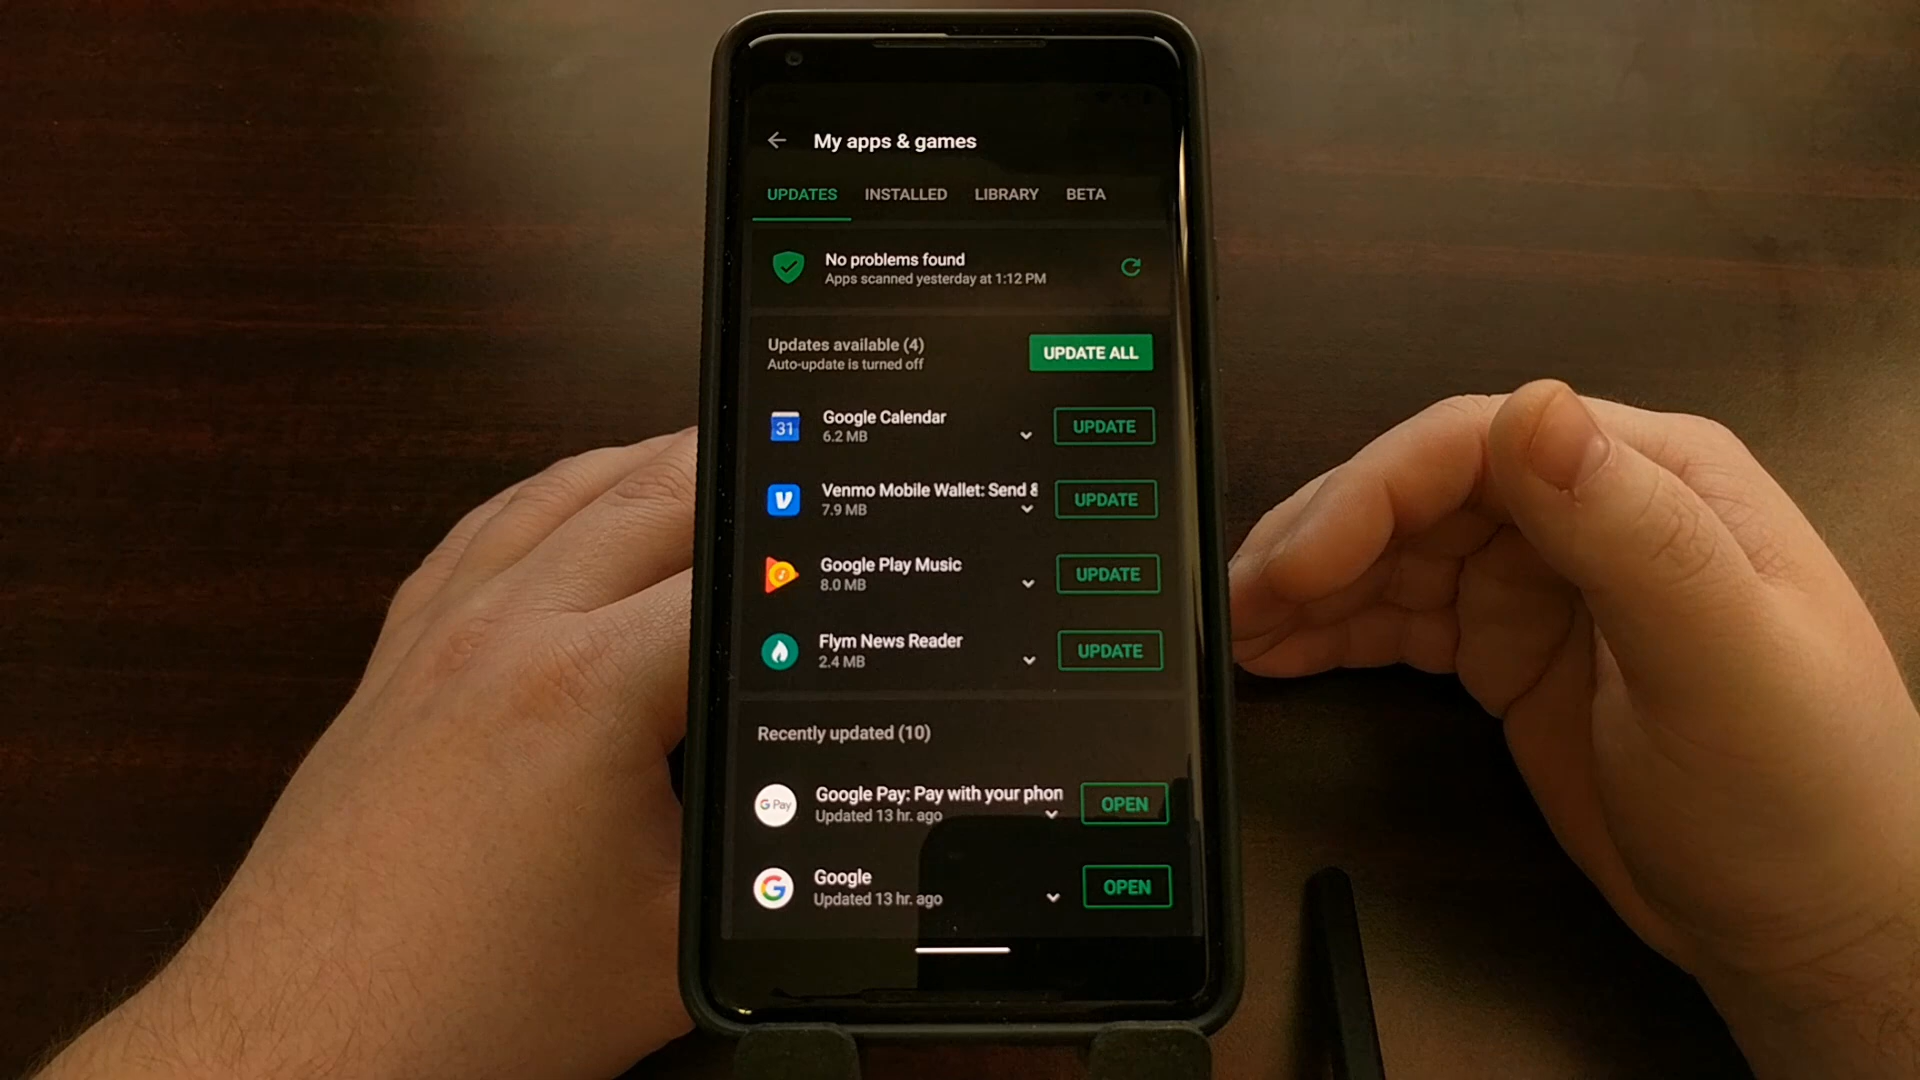 My apps & games
UPDATES INSTALLED LIBRARY BETA
No problems found
Apps scanned yesterday at 1:12 PM
Updates available (4)
Auto-update is turned off
UPDATE ALL
31
Google Calendar
6.2 MB
UPDATE
V
Venmo Mobile Wallet: Send &
7.9 MB
UPDATE
Google Play Music
8.0 MB
UPDATE
Flym News Reader
2.4 MB
UPDATE
Recently updated (10)
G Pay
Google Pay: Pay with your phon
Updated 13 hr. ago
OPEN
G
Google
Updated 13 hr. ago
OPEN